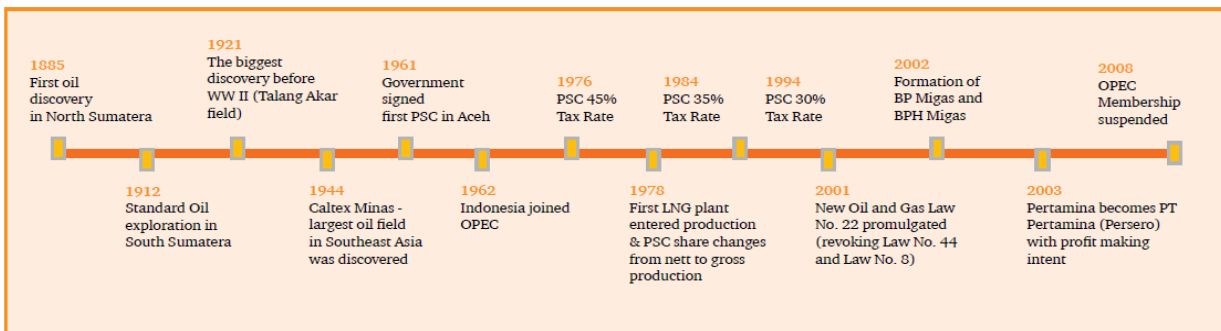 1885
First oil
discovery
in North Sumatera
1912
Standard Oil
exploration in
South Sumatera
1921
The biggest
discovery before
WW II (Talang Akar
field)
1944
Caltex Minas -
largest oil field
in Southeast Asia
was discovered
1961
Government
signed
first PSC in Aceh
1962
Indonesia joined
OPEC
1976
PSC 45%
Tax Rate
1978
First LNG plant
entered production
& PSC share changes
from nett to gross
production
1984
PSC 35%
Tax Rate
1994
PSC 30%
Tax Rate
2001
New Oil and Gas Law
No. 22 promulgated
(revoking Law No. 44
and Law No. 8)
2002
Formation of
BP Migas and
BPH Migas
2003
Pertamina becomes PT
Pertamina (Persero)
with profit making
intent
2008
OPEC
Membership
suspended